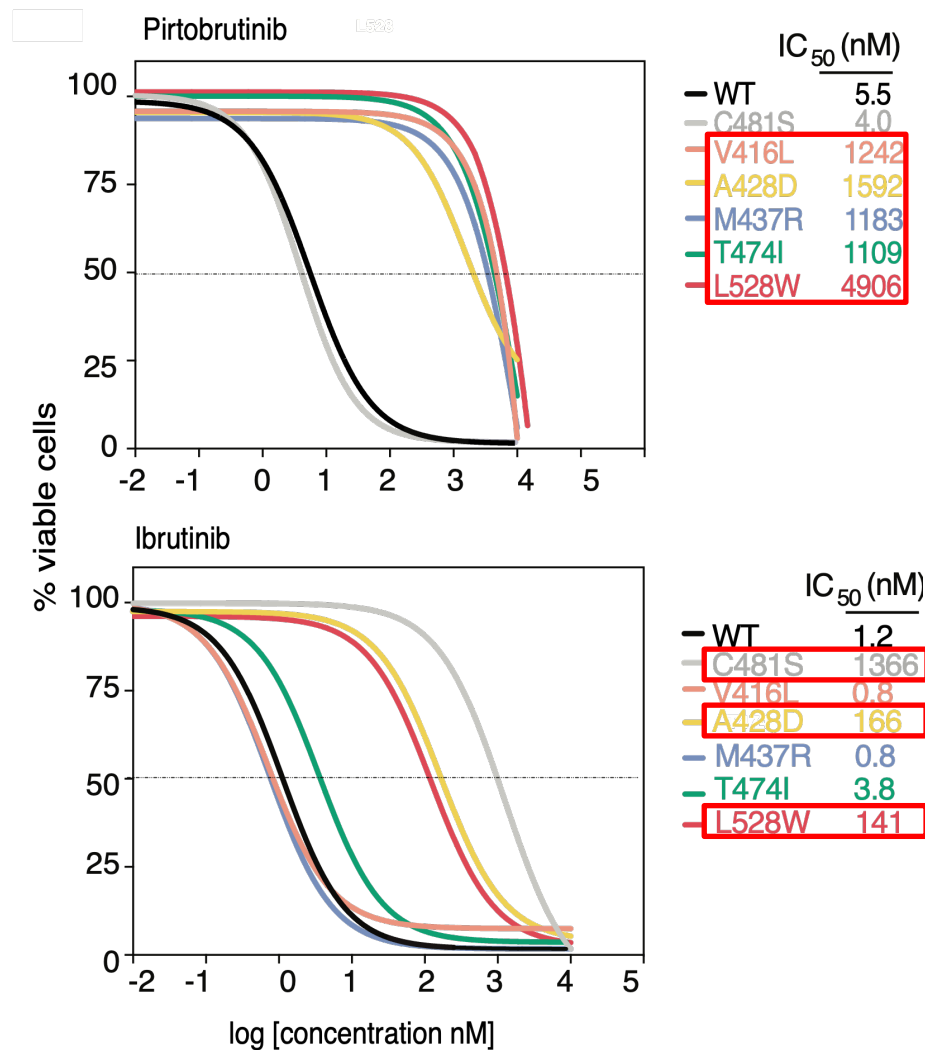 Pirtobrutinib
L528
IC50 (nM)
WT 5.5
C481S 4.0
V416L 1242
A428D 1592
M437R 1183
T474I 1109
L528W 4906
100
75
50
25
0
-2 -1 0 1 2 3 4 5
% viable cells
Ibrutinib
IC50 (nM)
WT 1.2
C481S 1366
V416L 0.8
A428D 166
M437R 0.8
T474I 3.8
L528W 141
100
75
50
25
0
-2 -1 0 1 2 3 4 5
log [concentration nM]